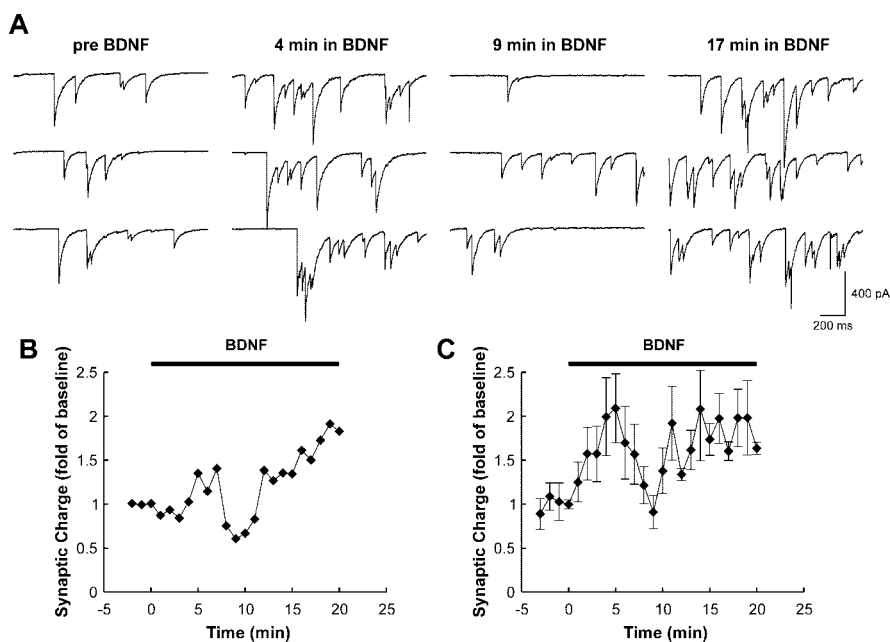 A
pre BDNF
4 min in BDNF
9 min in BDNF
17 min in BDNF
400 pA
200 ms
B
BDNF
Synaptic Charge (fold of baseline)
2.5
2
1.5
1
0.5
0
-5
0
5
10
15
20
25
Time (min)
C
BDNF
Synaptic Charge (fold of baseline)
2.5
2
1.5
1
0.5
0
-5
0
5
10
15
20
25
Time (min)